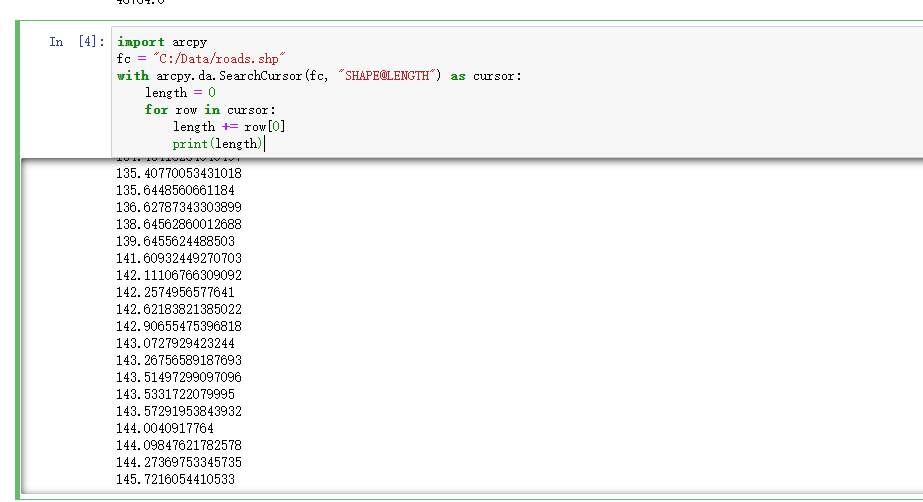 In [4]:
import arcpy
fc = "C:/Data/roads.shp"
with arcpy.da.SearchCursor(fc, "SHAPE@LENGTH") as cursor:
    length = 0
    for row in cursor:
        length += row[0]
        print(length)
135.40770053431018
135.6448560661184
136.62787343303899
138.64562860012688
139.6455624488503
141.60932449270703
142.11106766309092
142.2574956577641
142.62183821385022
142.90655475396818
143.0727929423244
143.26756589187693
143.51497299097096
143.5331722079995
143.57291953843932
144.0040917764
144.09847621782578
144.27369753345735
145.7216054410533